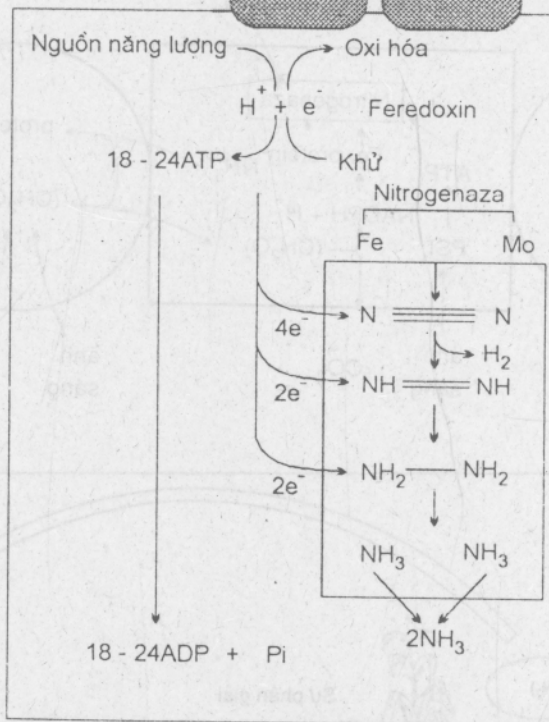 Nguồn năng lượng Oxi hóa
H⁺ + e⁻ Feredoxin
18 - 24ATP Khử
Nitrogenaza
Fe Mo
N N
4e⁻
H₂
NH NH
2e⁻
NH₂ NH₂
2e⁻
NH₃ NH₃
2NH₃
18 - 24ADP + Pi